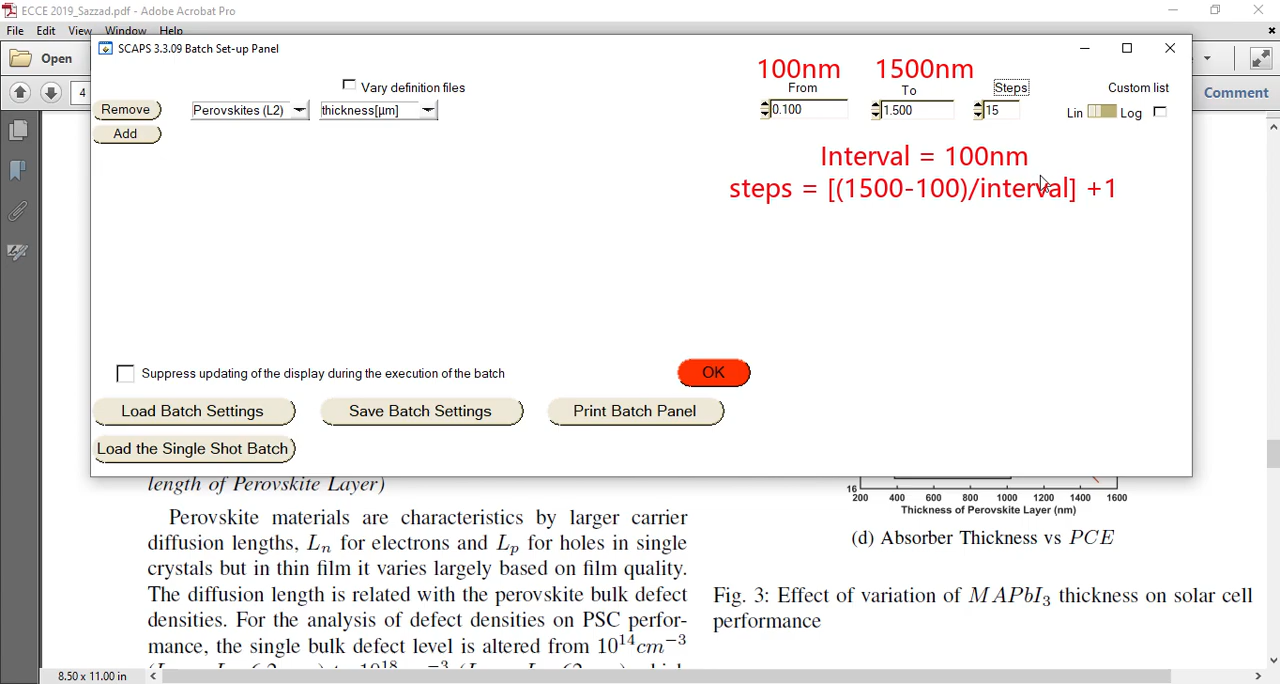 ECCE 2019_Sazzad.pdf - Adobe Acrobat Pro
File Edit View Window Help
Open
Comment
4
SCAPS 3.3.09 Batch Set-up Panel
100nm 1500nm
Vary definition files
From To Steps Custom list
Remove Perovskites (L2) thickness[µm] 0.100 1.500 15 Lin Log
Add
Interval = 100nm
steps = [(1500-100)/interval] +1
Suppress updating of the display during the execution of the batch
OK
Load Batch Settings Save Batch Settings Print Batch Panel
Load the Single Shot Batch
length of Perovskite Layer)
Perovskite materials are characteristics by larger carrier
diffusion lengths, Lₙ for electrons and Lₚ for holes in single
crystals but in thin film it varies largely based on film quality.
The diffusion length is related with the perovskite bulk defect
densities. For the analysis of defect densities on PSC perfor-
mance, the single bulk defect level is altered from 10¹⁴cm⁻³
16
200 400 600 800 1000 1200 1400 1600
Thickness of Perovskite Layer (nm)
(d) Absorber Thickness vs PCE
Fig. 3: Effect of variation of MAPbI₃ thickness on solar cell
performance
8.50 x 11.00 in